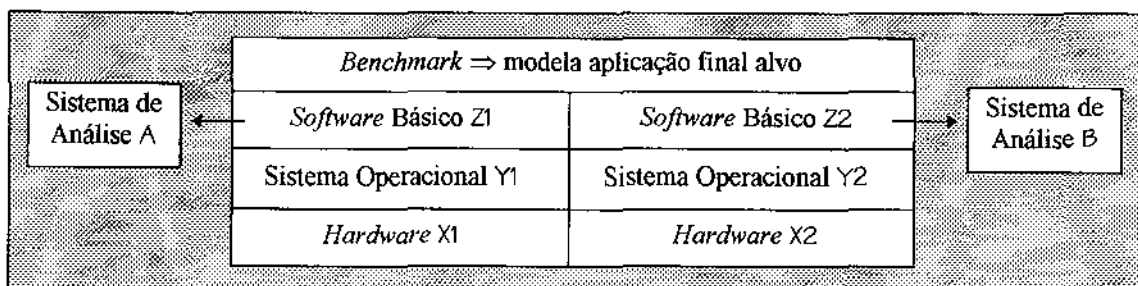 Benchmark ⇒ modela aplicação final alvo
Sistema de
Análise A
Software Básico Z1
Software Básico Z2
Sistema de
Análise B
Sistema Operacional Y1
Sistema Operacional Y2
Hardware X1
Hardware X2